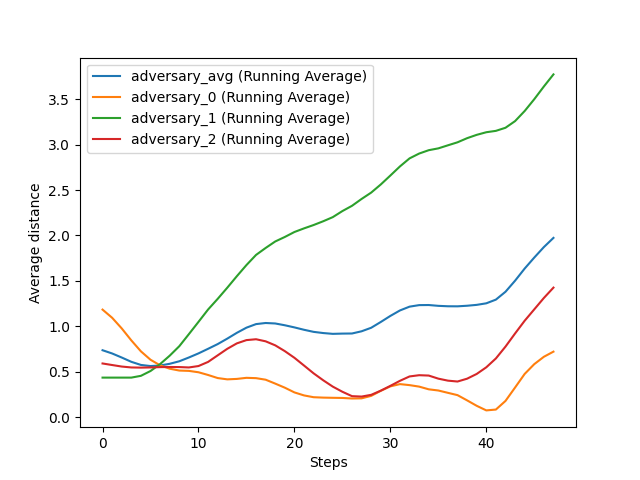 adversary_avg (Running Average)
adversary_0 (Running Average)
adversary_1 (Running Average)
adversary_2 (Running Average)
3.5
3.0
2.5
2.0
1.5
1.0
0.5
0.0
Average distance
0 10 20 30 40
Steps